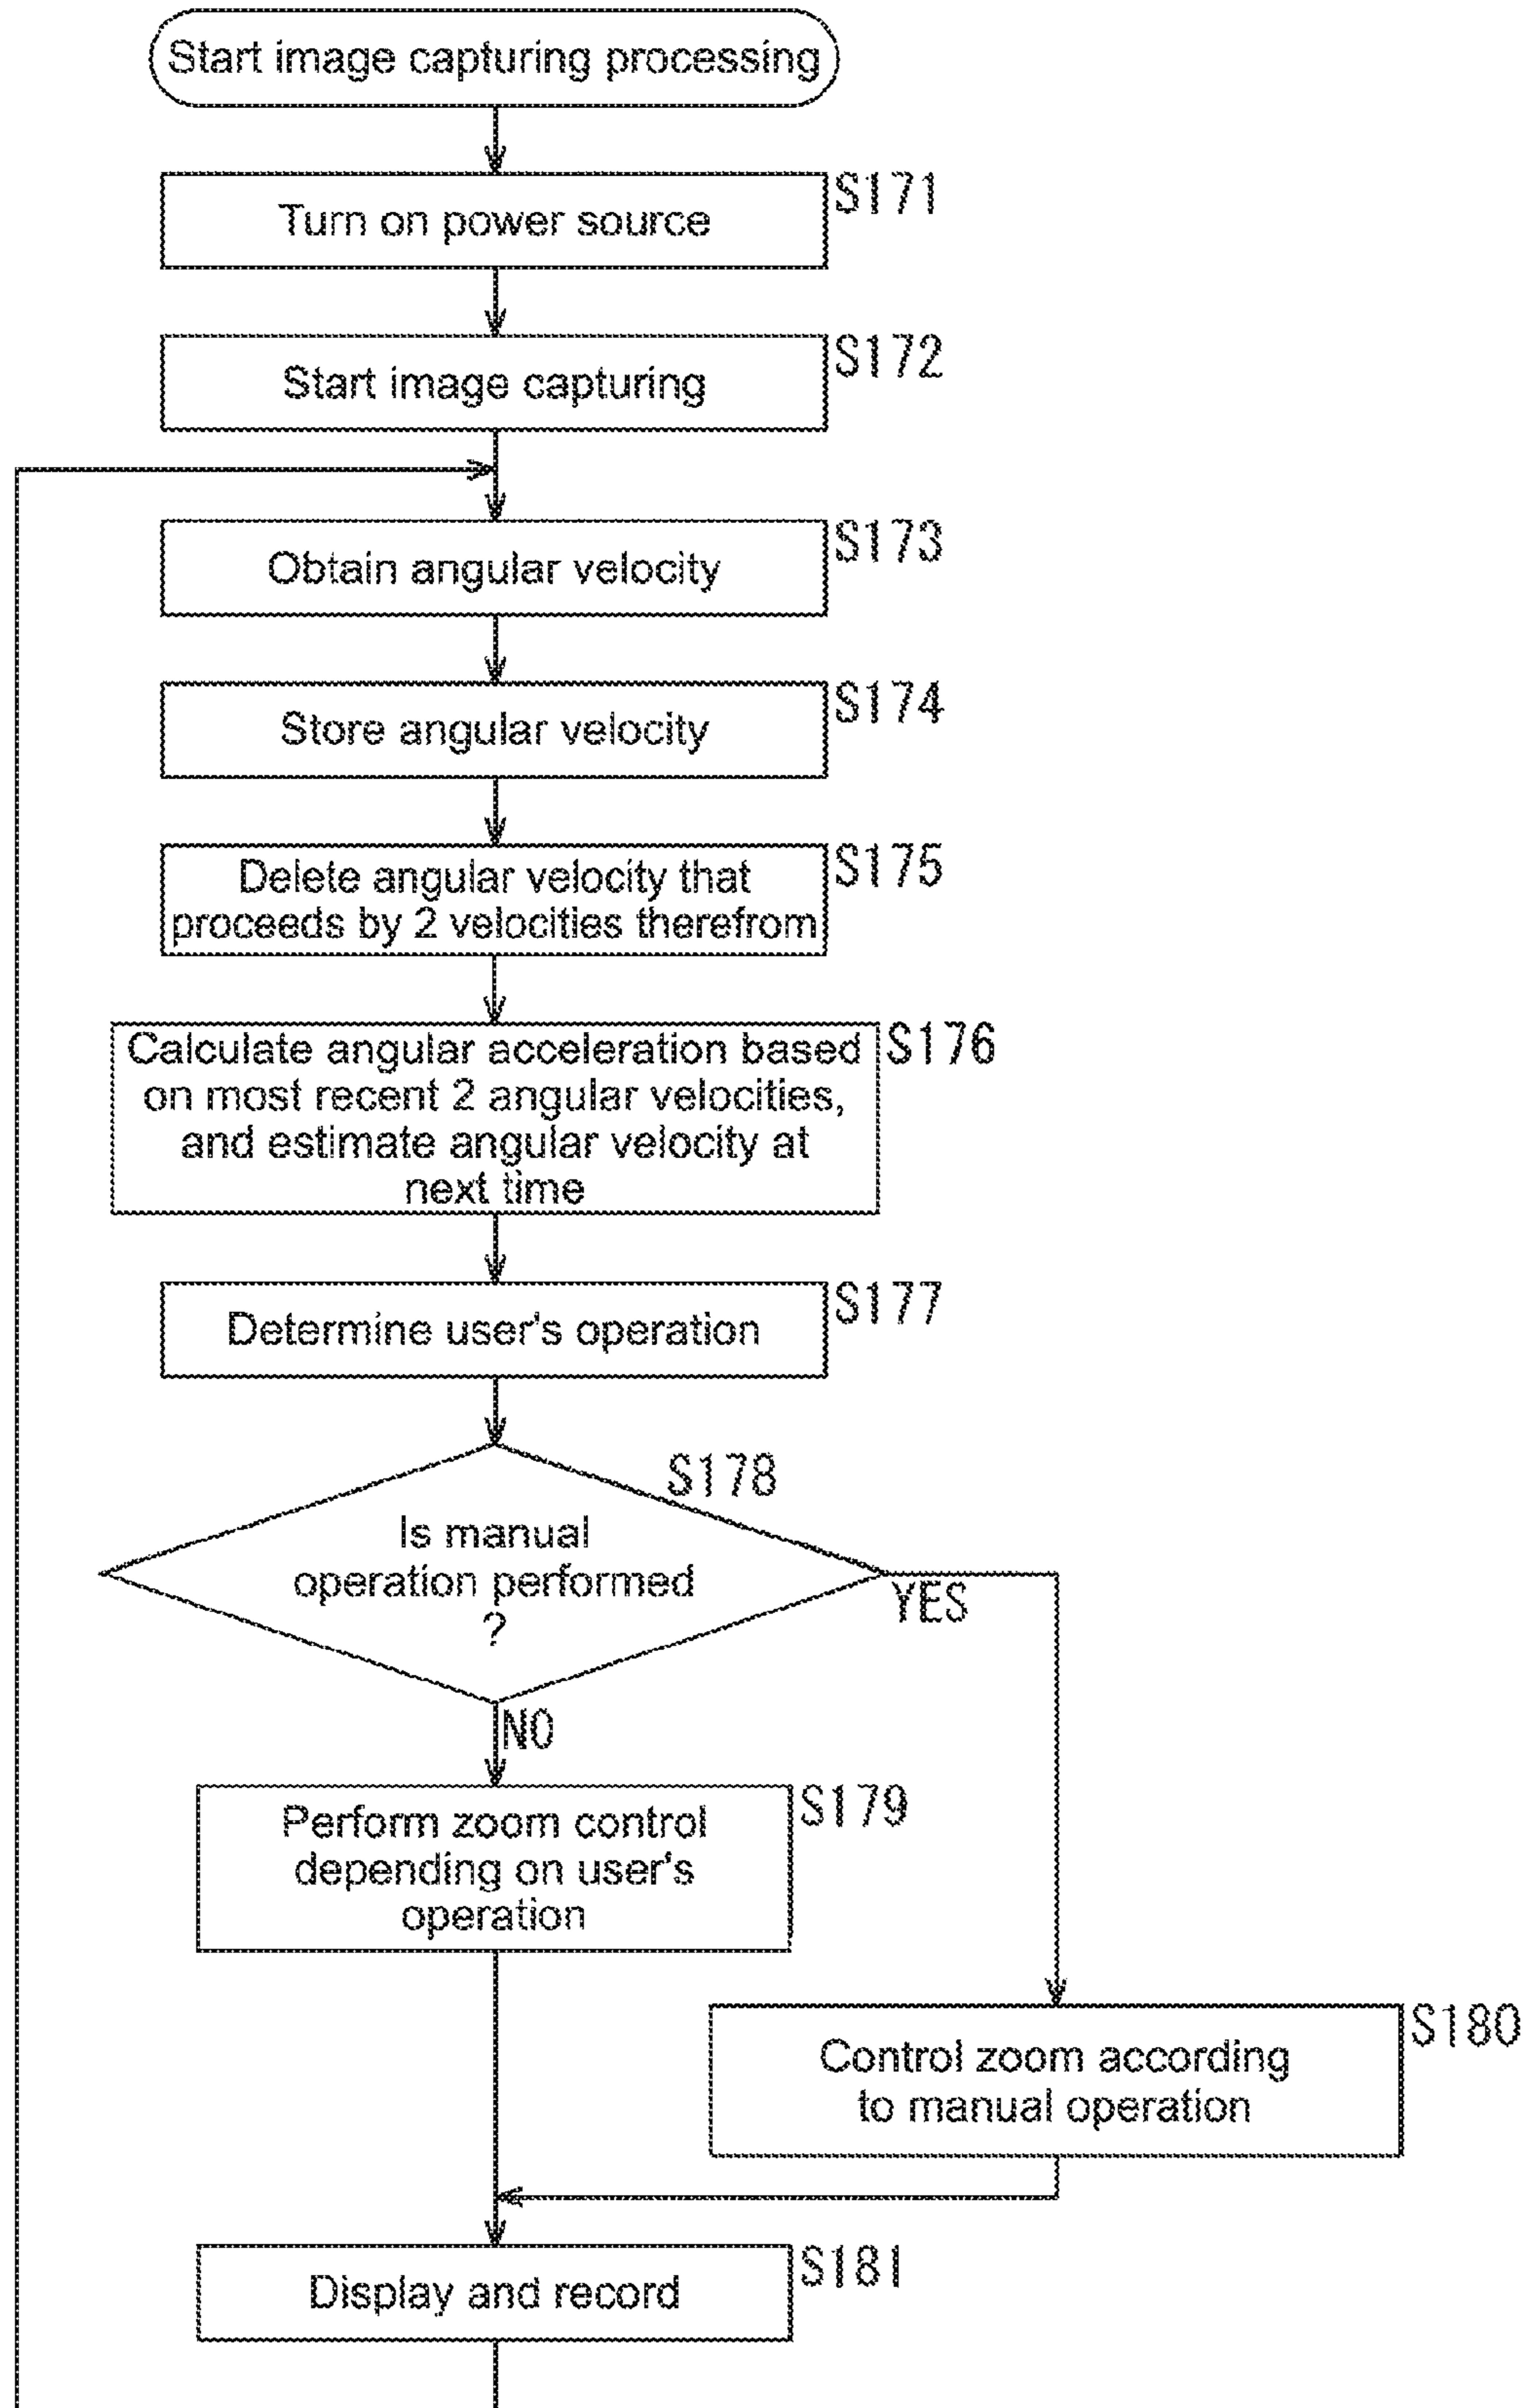 Start image capturing processing
S171
Turn on power source
S172
Start image capturing
S173
Obtain angular velocity
S174
Store angular velocity
S175
Delete angular velocity that
proceeds by 2 velocities therefrom
S176
Calculate angular acceleration based
on most recent 2 angular velocities,
and estimate angular velocity at
next time
S177
Determine user's operation
S178
Is manual
operation performed
?
YES
NO
S179
Perform zoom control
depending on user's
operation
S180
Control zoom according
to manual operation
S181
Display and record